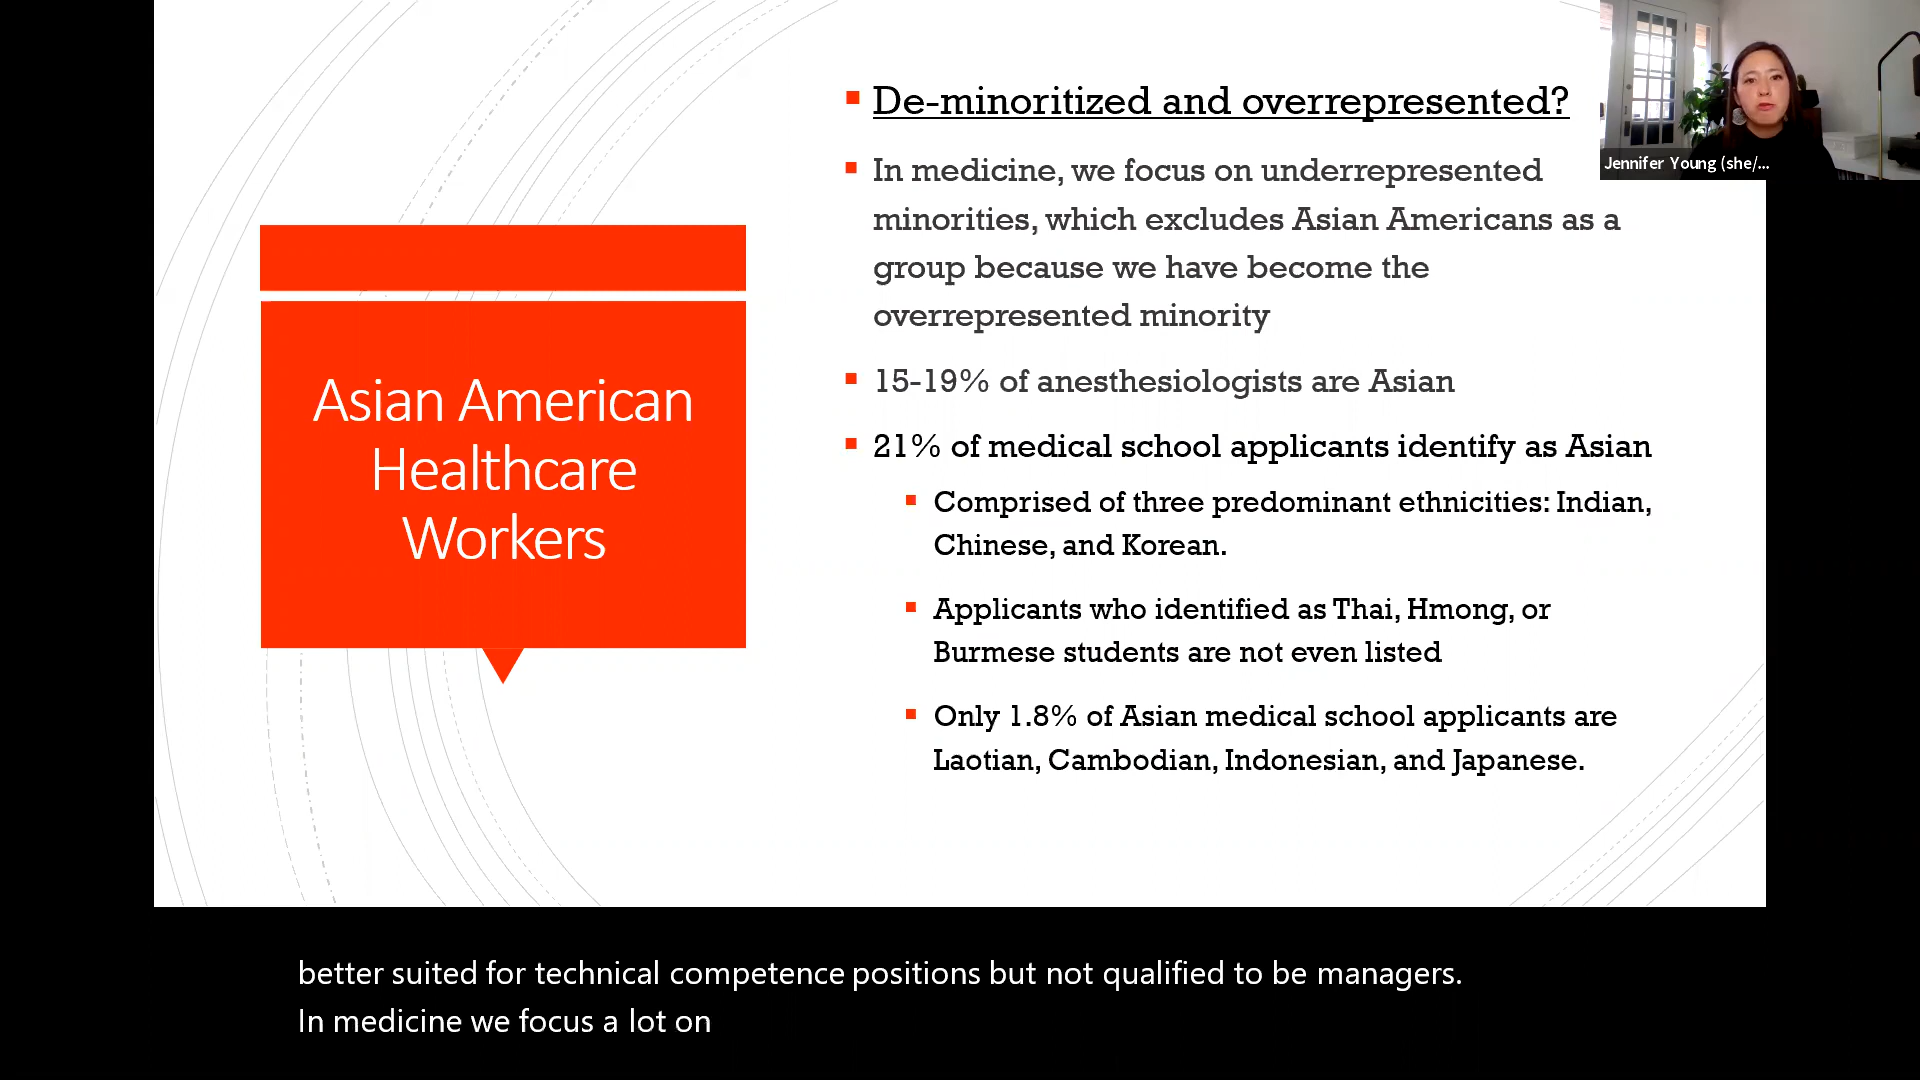 Asian American
Healthcare
Workers
De-minoritized and overrepresented?
In medicine, we focus on underrepresented
minorities, which excludes Asian Americans as a
group because we have become the
overrepresented minority
15-19% of anesthesiologists are Asian
21% of medical school applicants identify as Asian
Comprised of three predominant ethnicities: Indian,
Chinese, and Korean.
Applicants who identified as Thai, Hmong, or
Burmese students are not even listed
Only 1.8% of Asian medical school applicants are
Laotian, Cambodian, Indonesian, and Japanese.
Jennifer Young (she/...
better suited for technical competence positions but not qualified to be managers.
In medicine we focus a lot on